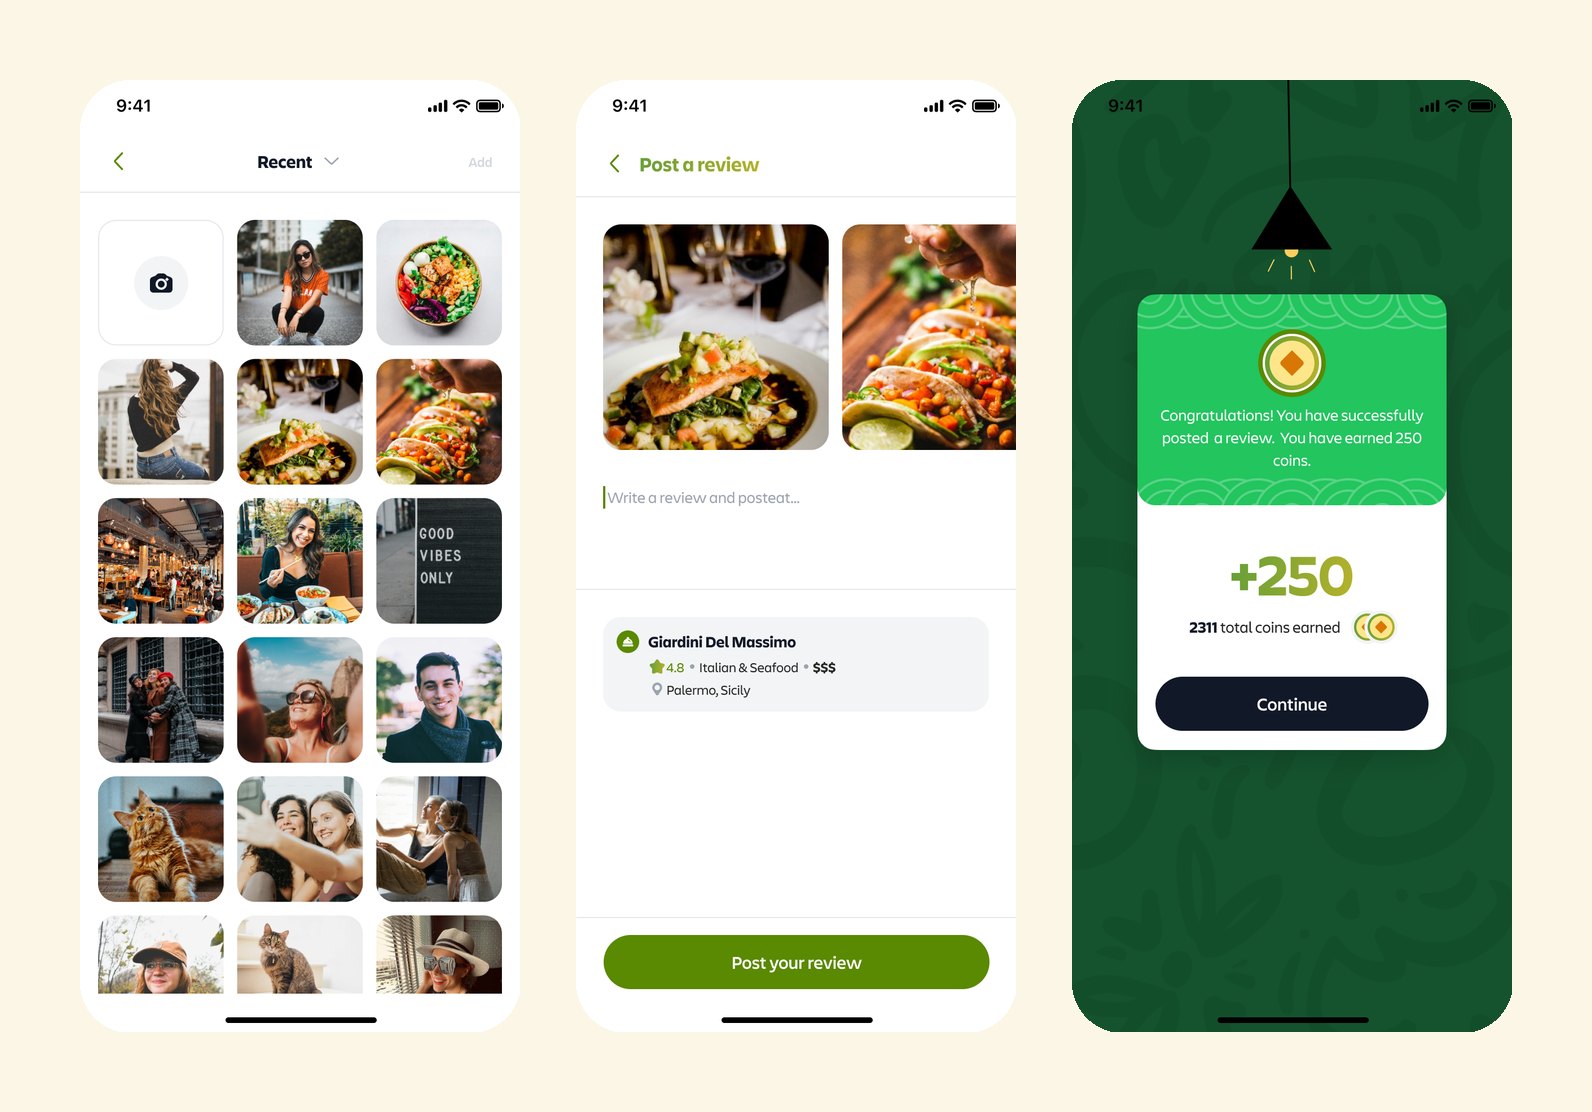 9:41
Recent
Add
GOOD
VIBES
ONLY
9:41
Post a review
Write a review and posteat...
Giardini Del Massimo
4.8 • Italian & Seafood • $$$
Palermo, Sicily
Post your review
9:41
Congratulations! You have successfully
posted a review. You have earned 250
coins.
+250
2311 total coins earned
Continue